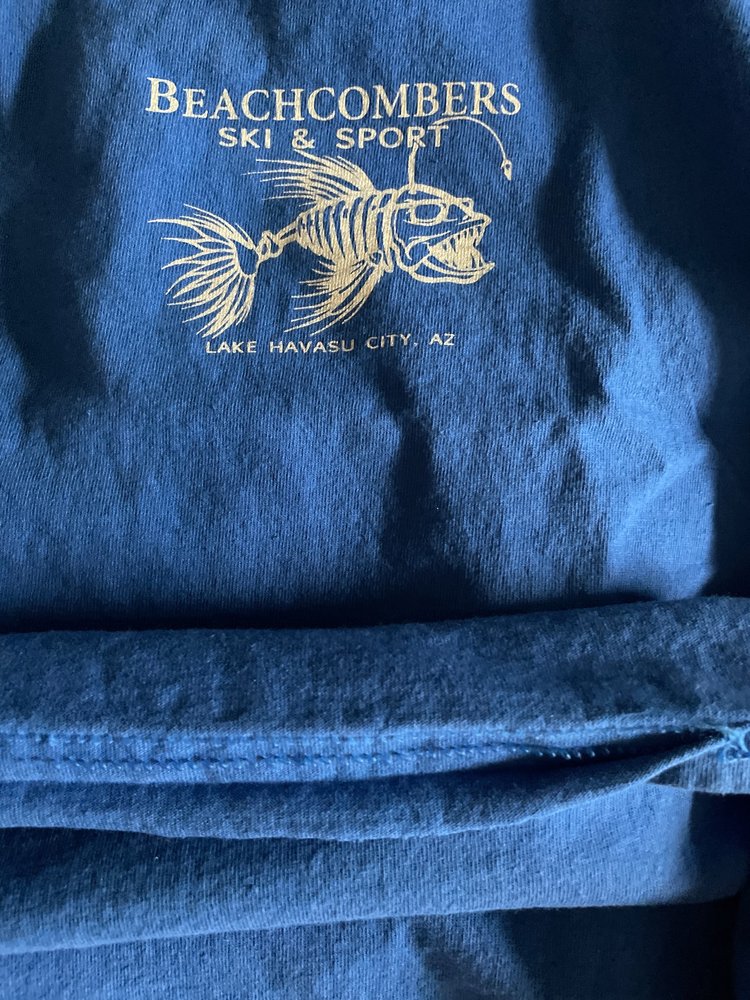 BEACHCOMBERS
SKI & SPORT
LAKE HAVASU CITY, AZ